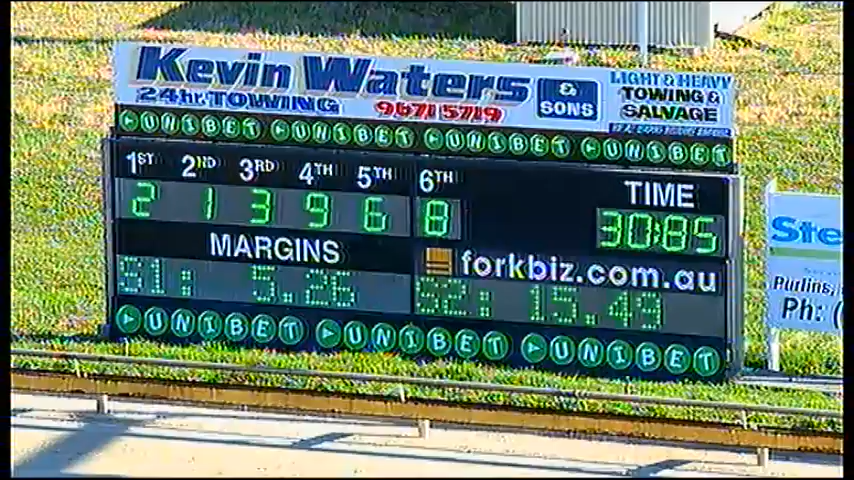 Kevin Waters & SONS
24hr. TOWING 9671 5719
LIGHT & HEAVY
TOWING &
SALVAGE
UNIBET UNIBET UNIBET UNIBET
1ST 2ND 3RD 4TH 5TH 6TH TIME
2 1 3 9 6 8 30:85
MARGINS forkbiz.com.au
S1: 5.26 S2: 15.49
UNIBET UNIBET UNIBET
Ste
Purlins,
Ph: (